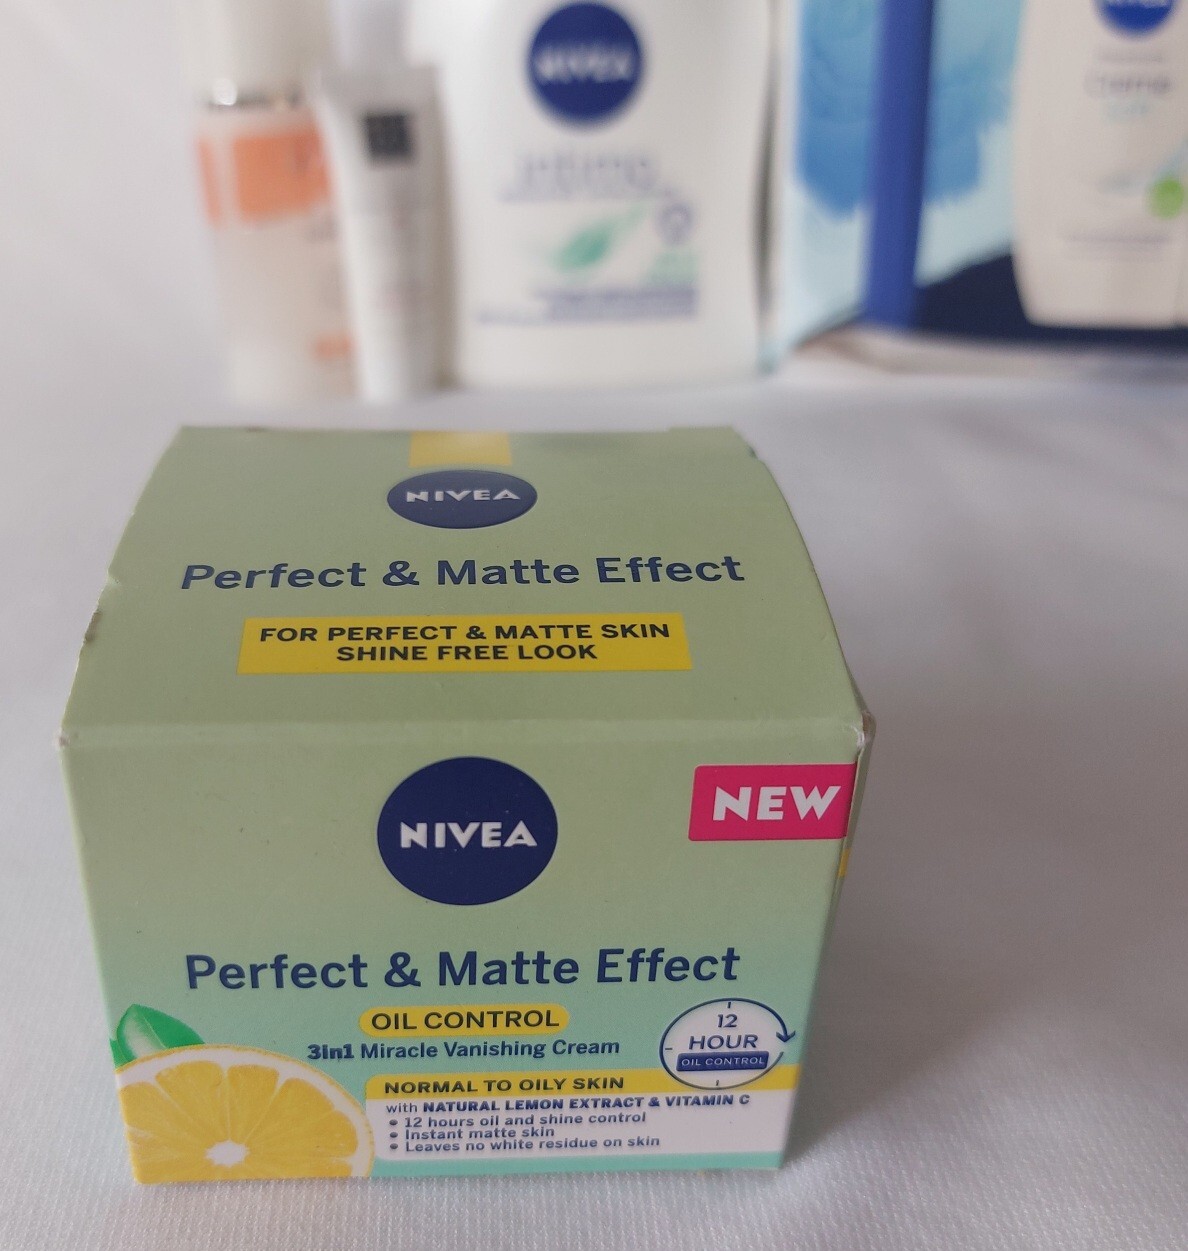 NIVEA
NIVEA
Creme
NIVEA
Perfect & Matte Effect
FOR PERFECT & MATTE SKIN
SHINE FREE LOOK
NIVEA
NEW
Perfect & Matte Effect
OIL CONTROL
3in1 Miracle Vanishing Cream
12
HOUR
OIL CONTROL
NORMAL TO OILY SKIN
with NATURAL LEMON EXTRACT & VITAMIN C
• 12 hours oil and shine control
• Instant matte skin
• Leaves no white residue on skin